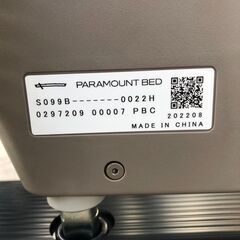 PARAMOUNT BED
S099B-------0022H
0297209 00007 PBC
202208
MADE IN CHINA